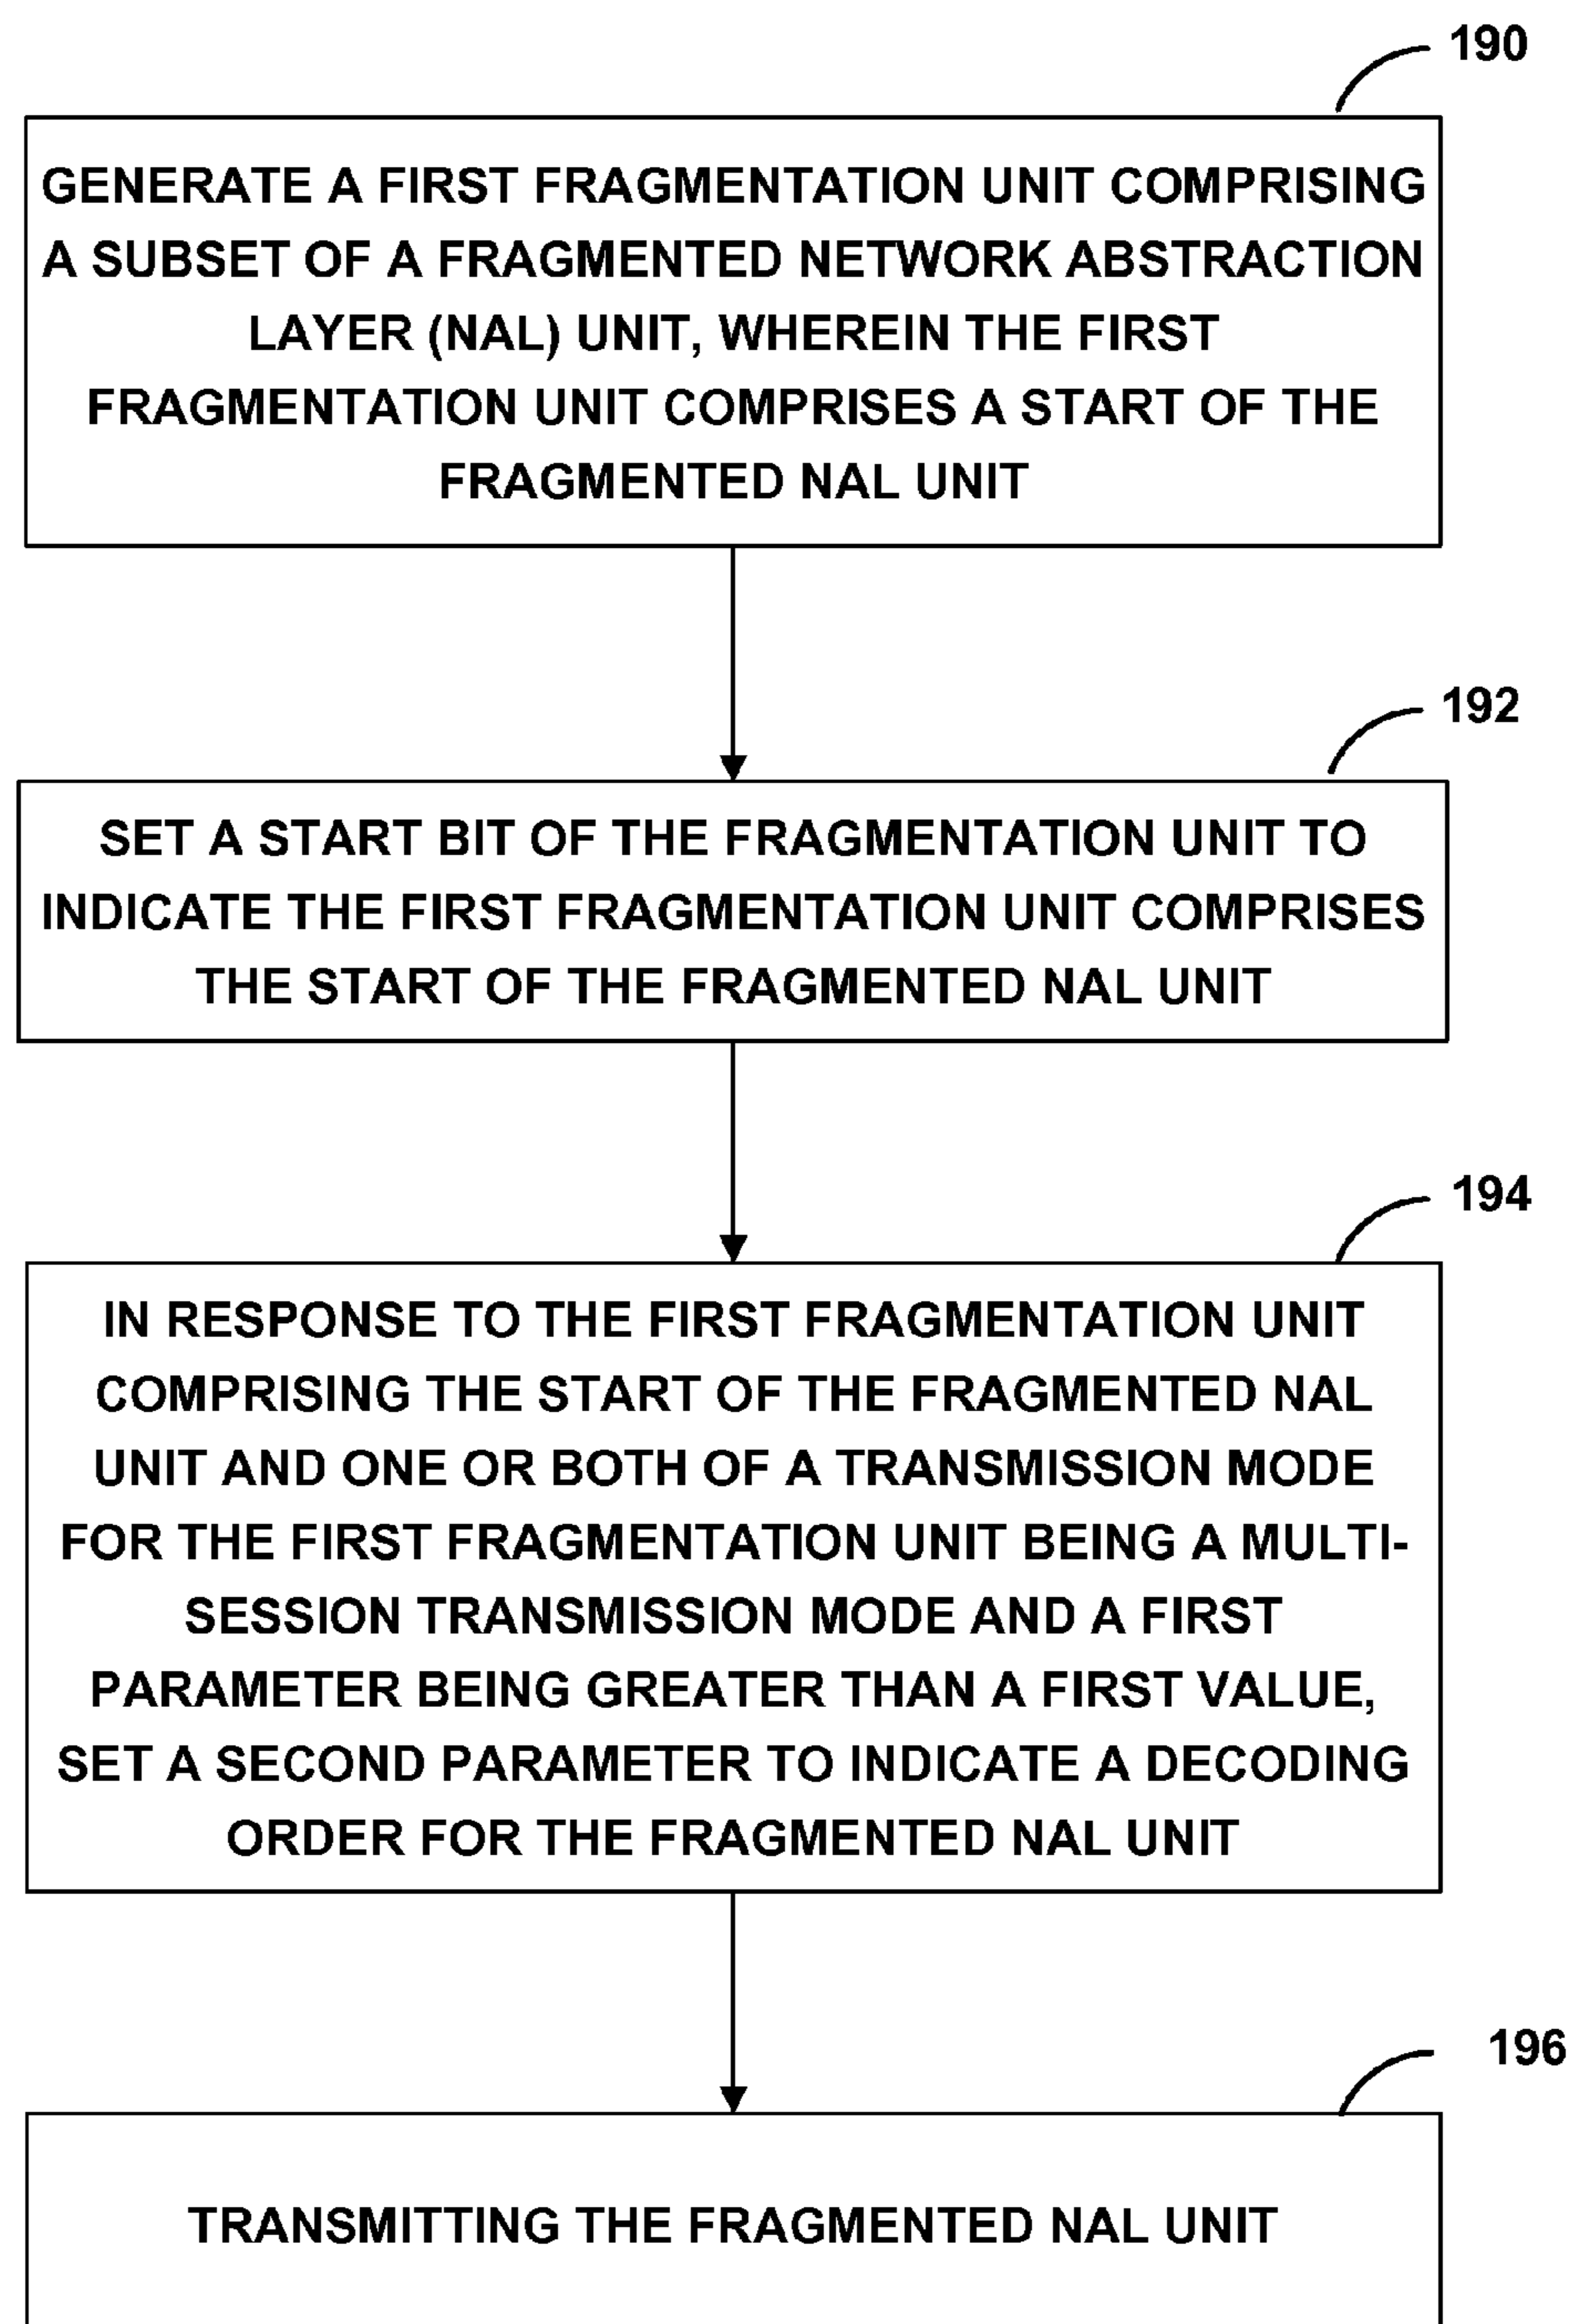 190
GENERATE A FIRST FRAGMENTATION UNIT COMPRISING
A SUBSET OF A FRAGMENTED NETWORK ABSTRACTION
LAYER (NAL) UNIT, WHEREIN THE FIRST
FRAGMENTATION UNIT COMPRISES A START OF THE
FRAGMENTED NAL UNIT
192
SET A START BIT OF THE FRAGMENTATION UNIT TO
INDICATE THE FIRST FRAGMENTATION UNIT COMPRISES
THE START OF THE FRAGMENTED NAL UNIT
194
IN RESPONSE TO THE FIRST FRAGMENTATION UNIT
COMPRISING THE START OF THE FRAGMENTED NAL
UNIT AND ONE OR BOTH OF A TRANSMISSION MODE
FOR THE FIRST FRAGMENTATION UNIT BEING A MULTI-
SESSION TRANSMISSION MODE AND A FIRST
PARAMETER BEING GREATER THAN A FIRST VALUE,
SET A SECOND PARAMETER TO INDICATE A DECODING
ORDER FOR THE FRAGMENTED NAL UNIT
196
TRANSMITTING THE FRAGMENTED NAL UNIT